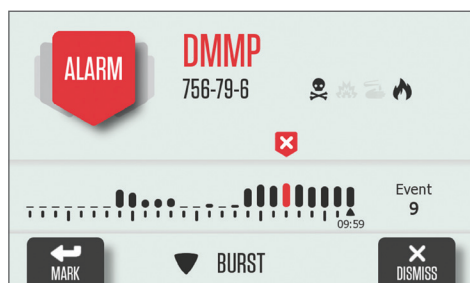 ALARM
DMMP
756-79-6
Event
9
09:59
MARK
BURST
DISMISS